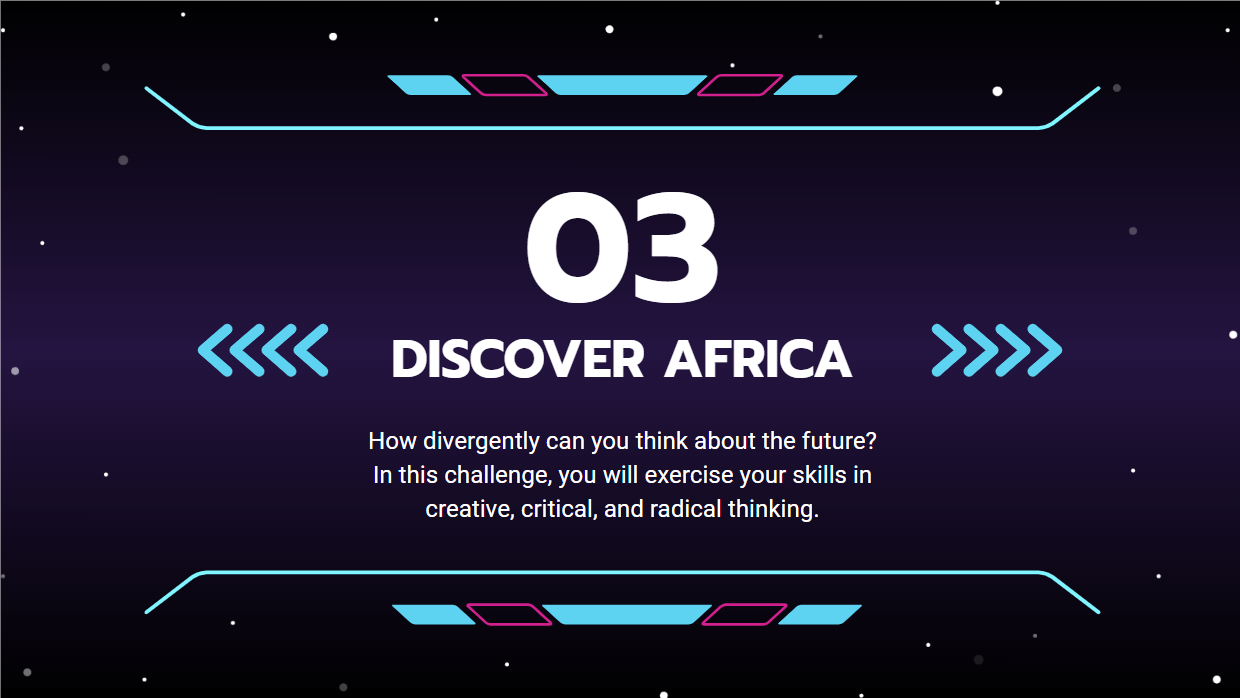 03
DISCOVER AFRICA
How divergently can you think about the future?
In this challenge, you will exercise your skills in
creative, critical, and radical thinking.